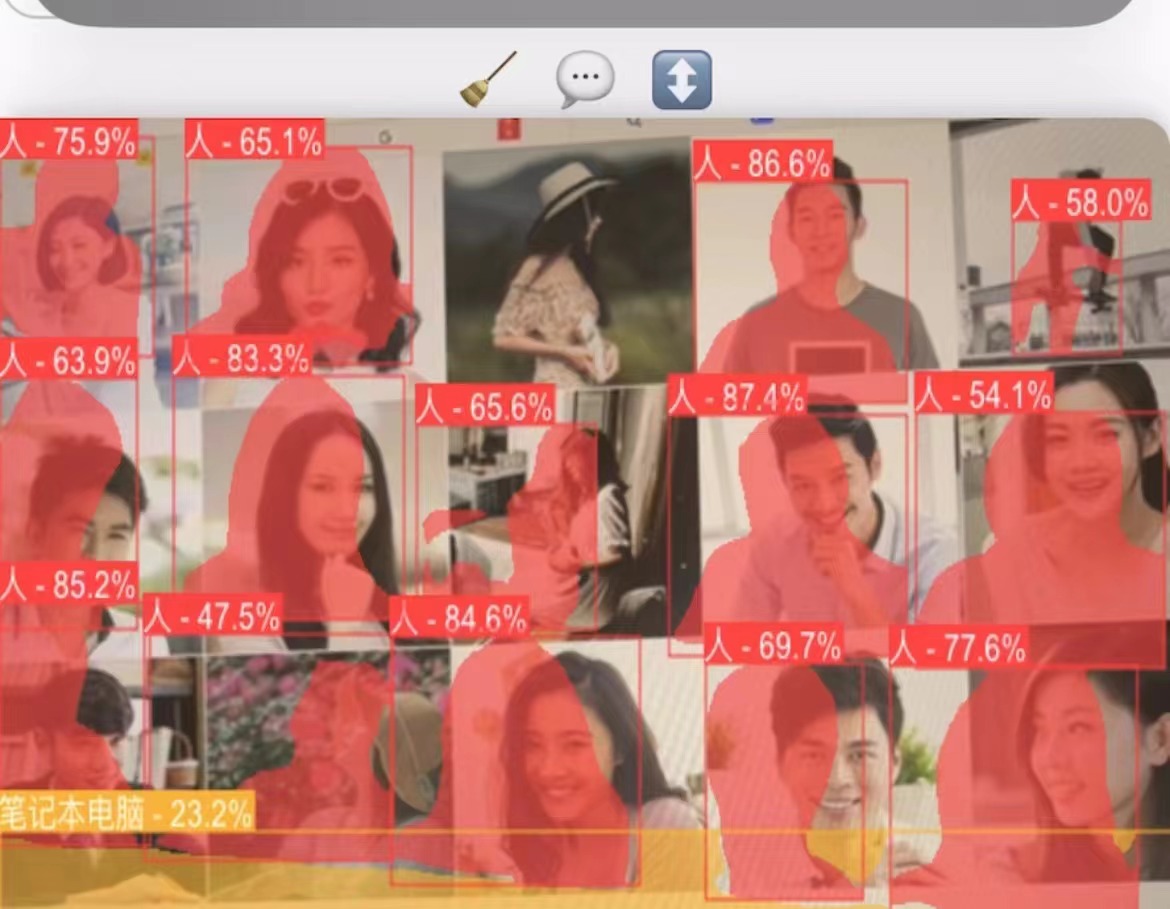 人 - 75.9%
人 - 65.1%
人 - 86.6%
人 - 58.0%
人 - 63.9%
人 - 83.3%
人 - 65.6%
人 - 87.4%
人 - 54.1%
人 - 85.2%
人 - 47.5%
人 - 84.6%
人 - 69.7%
人 - 77.6%
笔记本电脑 - 23.2%